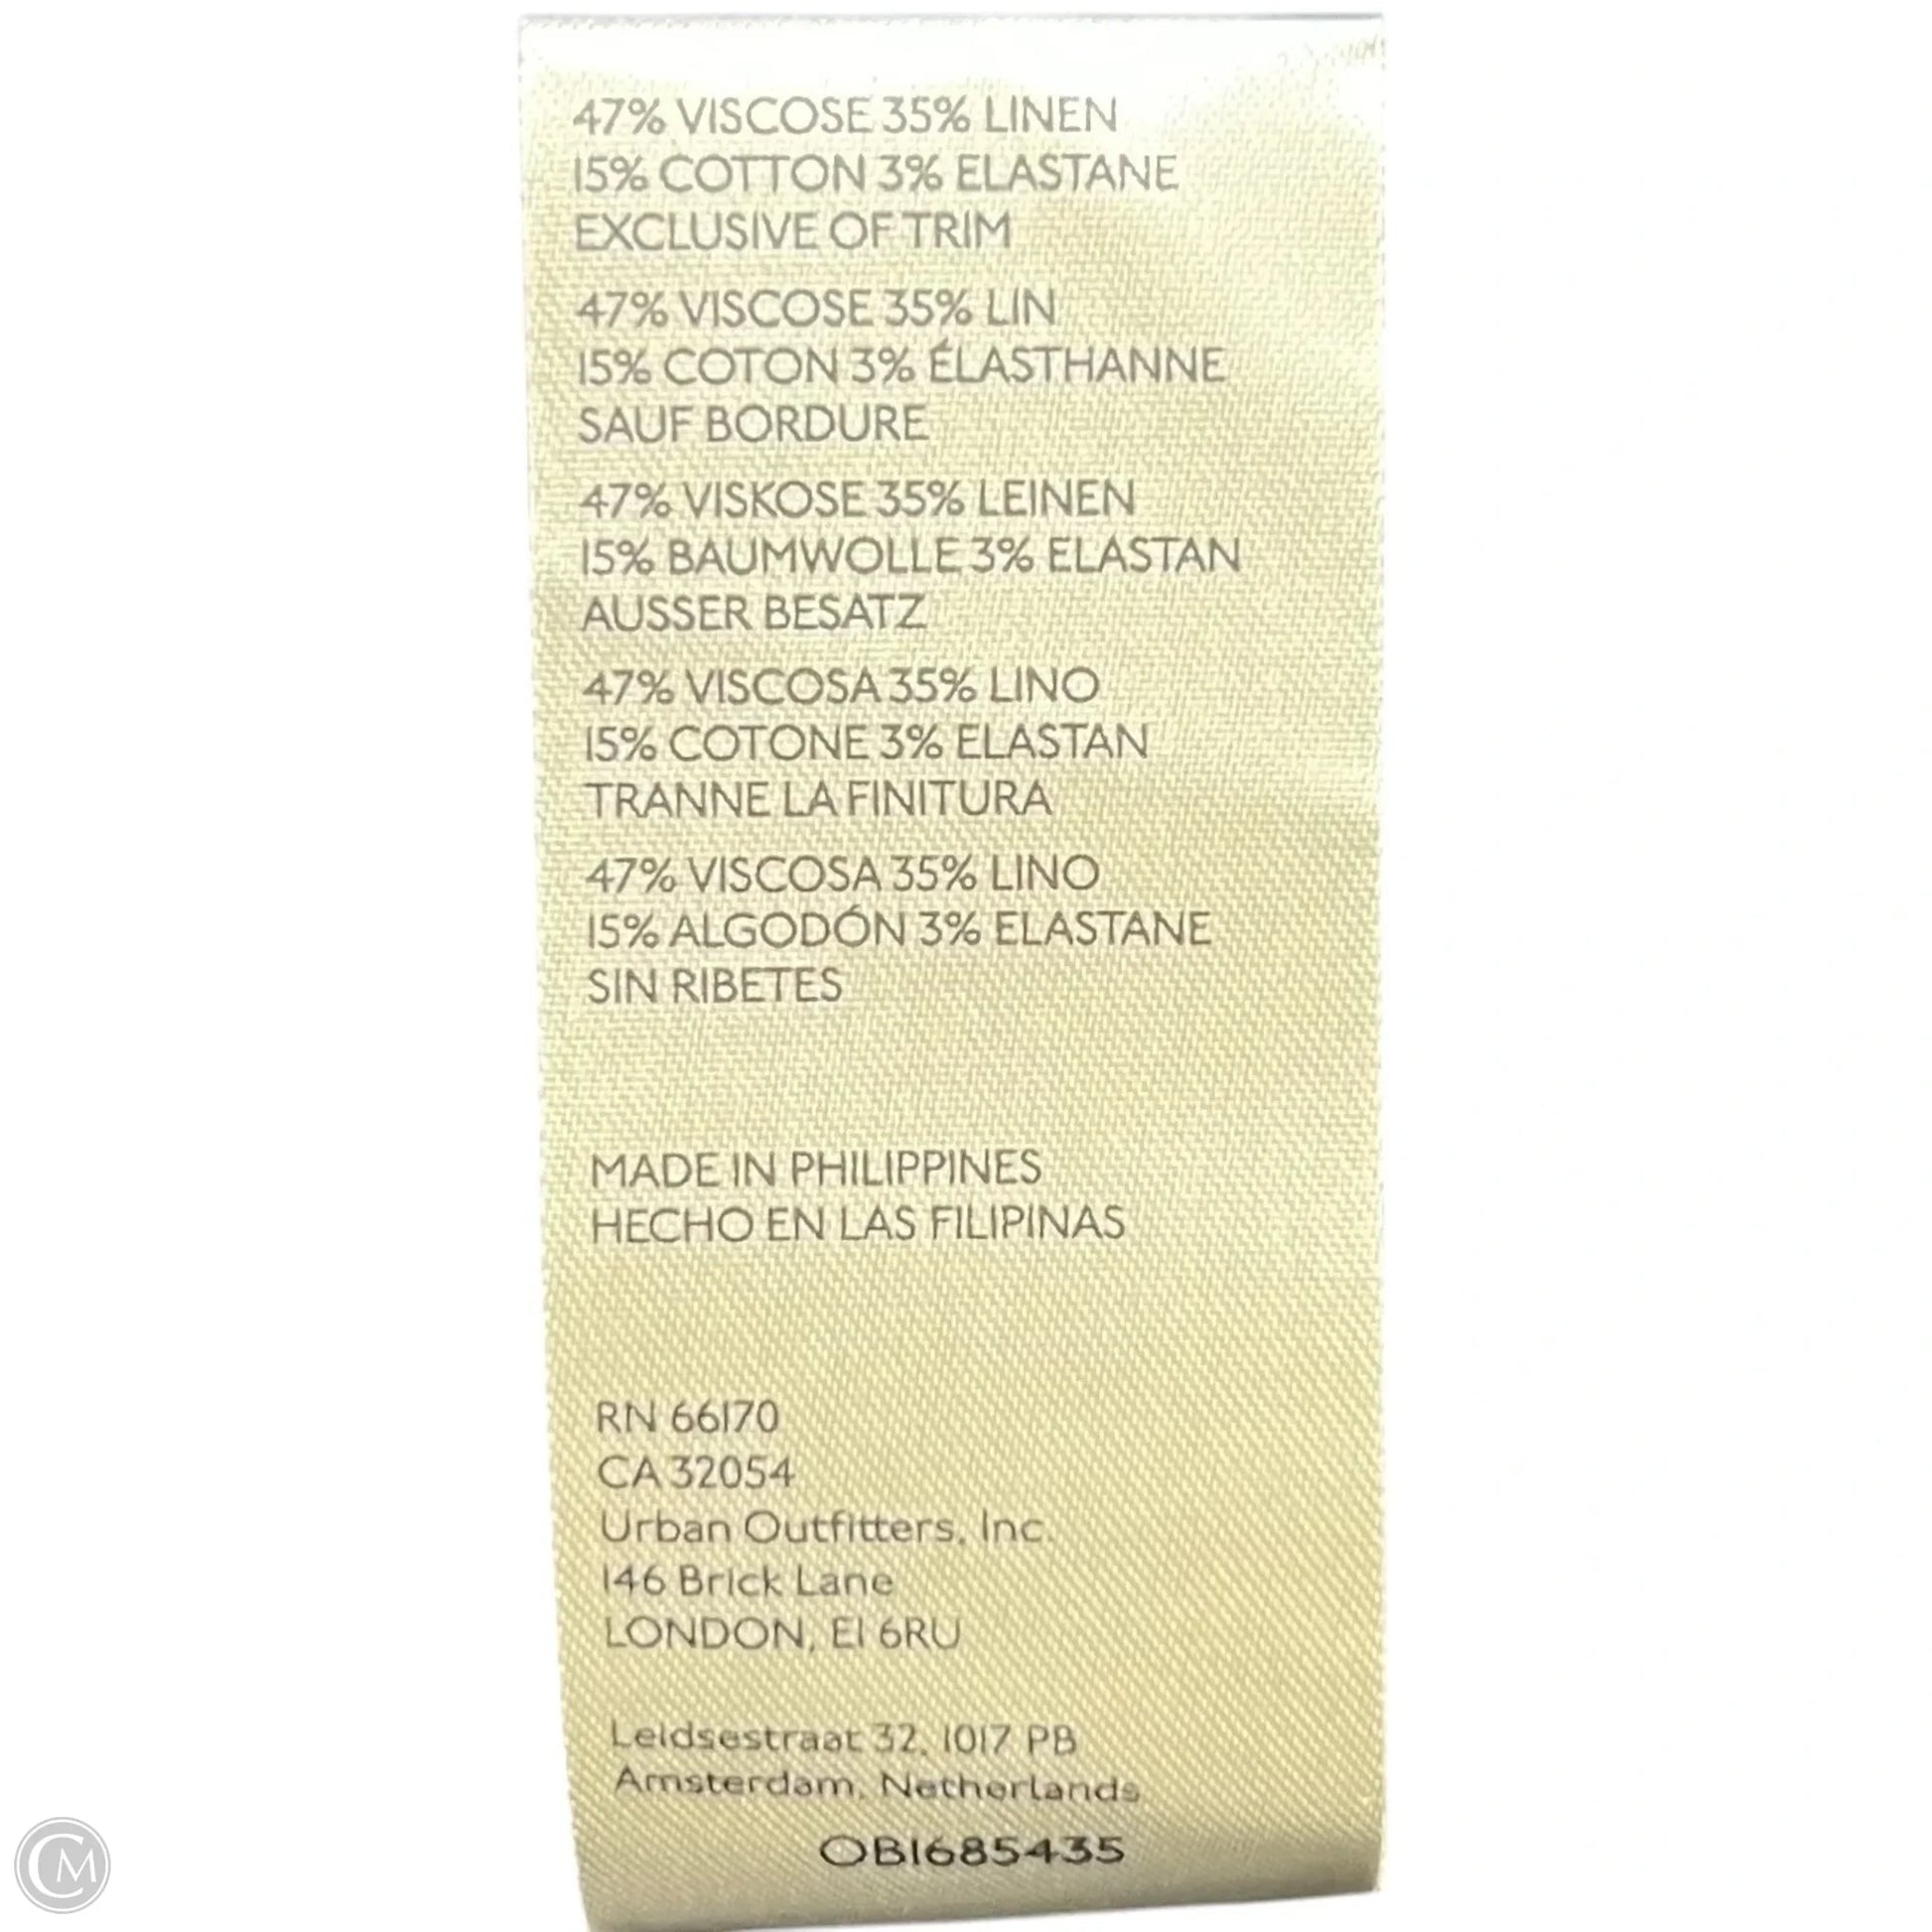 47% VISCOSE 35% LINEN
15% COTTON 3% ELASTANE
EXCLUSIVE OF TRIM
47% VISCOSE 35% LIN
15% COTON 3% ÉLASTHANNE
SAUF BORDURE
47% VISKOSE 35% LEINEN
15% BAUMWOLLE 3% ELASTAN
AUSSER BESATZ
47% VISCOSA 35% LINO
15% COTONE 3% ELASTAN
TRANNE LA FINITURA
47% VISCOSA 35% LINO
15% ALGODÓN 3% ELASTANE
SIN RIBETES
MADE IN PHILIPPINES
HECHO EN LAS FILIPINAS
RN 66170
CA 32054
Urban Outfitters, Inc.
146 Brick Lane
LONDON, E1 6RU
Leidsestraat 32, 1017 PB
Amsterdam, Netherlands
OB1685435
CM